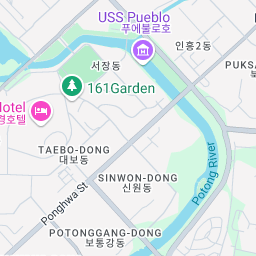 USS Pueblo
푸에블로호
인흥2동
서장동
PUKSA
161Garden
Hotel
경호텔
TAEBO-DONG
대보동
SINWON-DONG
신원동
Ponghwa St
Potong River
POTONGGANG-DONG
보통강동